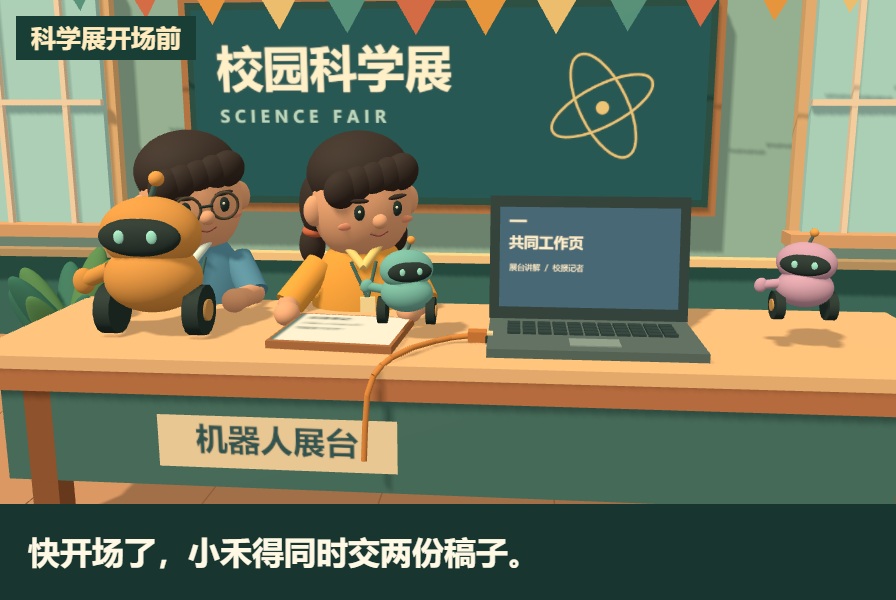 科学展开场前
校园科学展
SCIENCE FAIR
共同工作页
展台讲解 / 校媒记者
机器人展台
快开场了，小禾得同时交两份稿子。